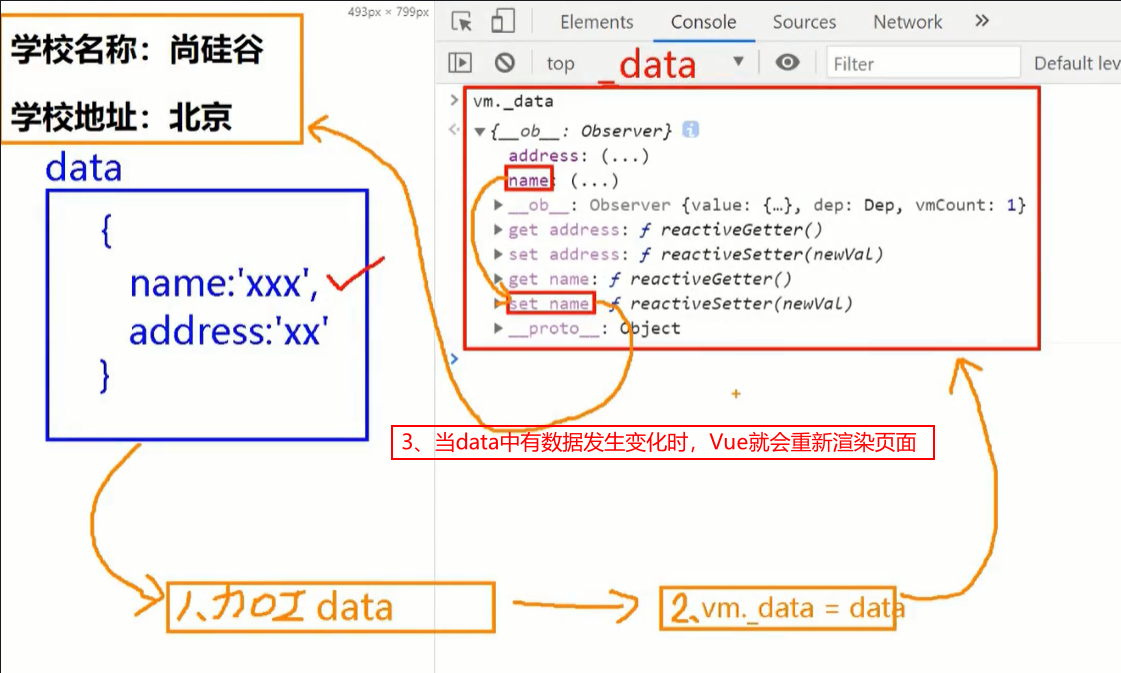 493px × 799px
学校名称：尚硅谷
学校地址：北京
Elements Console Sources Network »
top
Filter
Default lev
_data
vm._data
{__ob__: Observer} i
address: (...)
name: (...)
__ob__: Observer {value: {…}, dep: Dep, vmCount: 1}
get address: ƒ reactiveGetter()
set address: ƒ reactiveSetter(newVal)
get name: ƒ reactiveGetter()
set name: ƒ reactiveSetter(newVal)
__proto__: Object
data
{
name:'xxx',
address:'xx'
}
3、当data中有数据发生变化时，Vue就会重新渲染页面
1、加工 data
2、vm._data = data